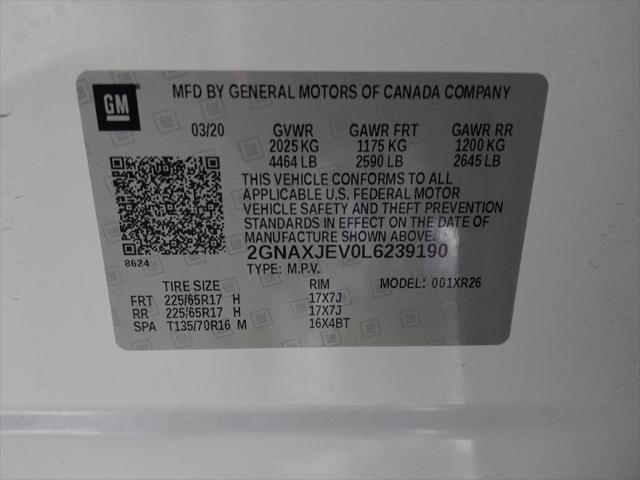 GM
MFD BY GENERAL MOTORS OF CANADA COMPANY
03/20 GVWR GAWR FRT GAWR RR
2025 KG 1175 KG 1200 KG
4464 LB 2590 LB 2645 LB
THIS VEHICLE CONFORMS TO ALL
APPLICABLE U.S. FEDERAL MOTOR
VEHICLE SAFETY AND THEFT PREVENTION
STANDARDS IN EFFECT ON THE DATE OF
MANUFACTURE SHOWN ABOVE.
8624 2GNAXJEV0L6239190
TYPE: M.P.V.
TIRE SIZE RIM MODEL: 001XR26
FRT 225/65R17 H 17X7J
RR 225/65R17 H 17X7J
SPA T135/70R16 M 16X4BT